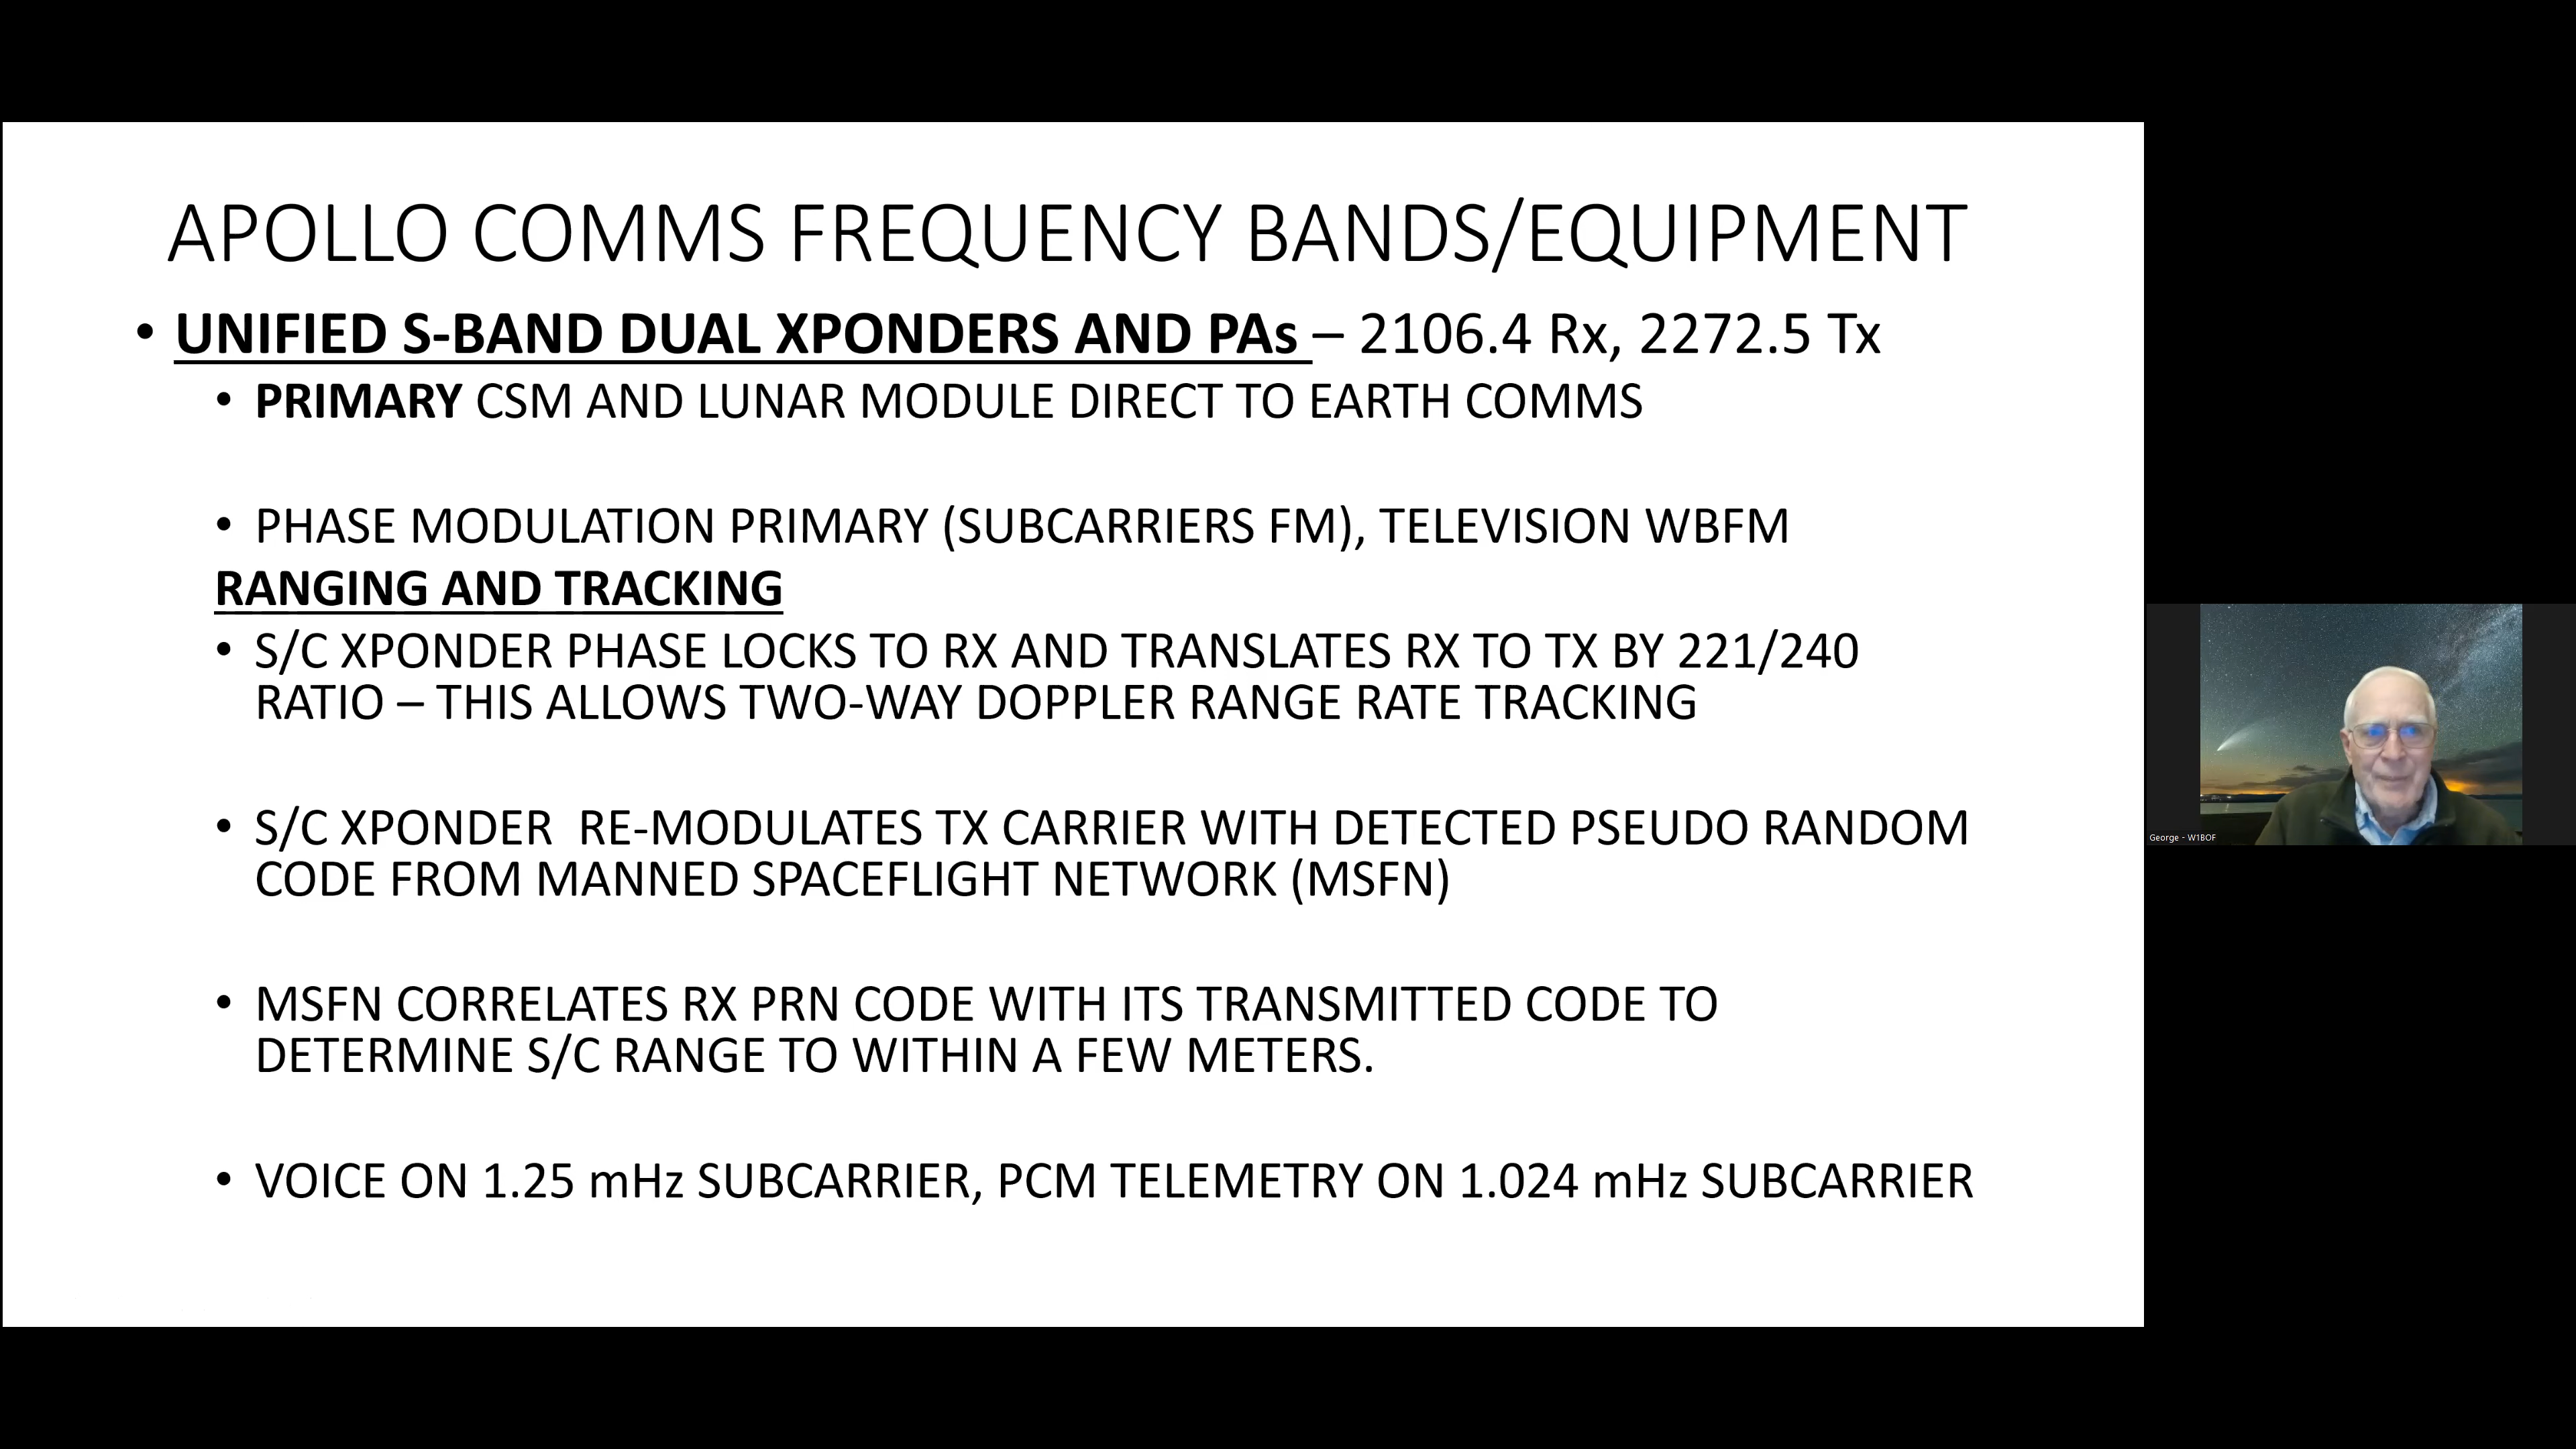 APOLLO COMMS FREQUENCY BANDS/EQUIPMENT
• UNIFIED S-BAND DUAL XPONDERS AND PAs – 2106.4 Rx, 2272.5 Tx
• PRIMARY CSM AND LUNAR MODULE DIRECT TO EARTH COMMS
• PHASE MODULATION PRIMARY (SUBCARRIERS FM), TELEVISION WBFM
RANGING AND TRACKING
• S/C XPONDER PHASE LOCKS TO RX AND TRANSLATES RX TO TX BY 221/240
RATIO – THIS ALLOWS TWO-WAY DOPPLER RANGE RATE TRACKING
• S/C XPONDER  RE-MODULATES TX CARRIER WITH DETECTED PSEUDO RANDOM
CODE FROM MANNED SPACEFLIGHT NETWORK (MSFN)
• MSFN CORRELATES RX PRN CODE WITH ITS TRANSMITTED CODE TO
DETERMINE S/C RANGE TO WITHIN A FEW METERS.
• VOICE ON 1.25 mHz SUBCARRIER, PCM TELEMETRY ON 1.024 mHz SUBCARRIER
George - W1BOF